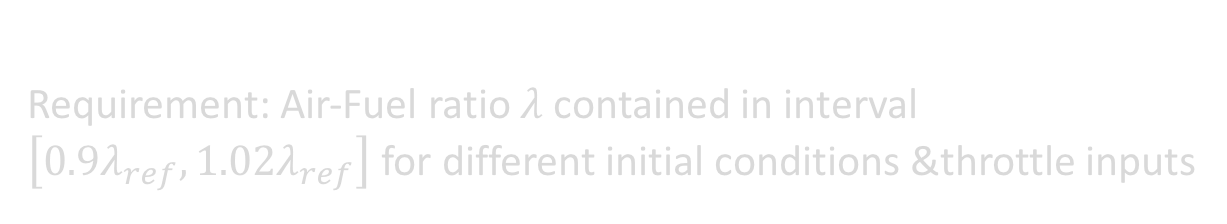 Requirement: Air-Fuel ratio λ contained in interval
[0.9λ_ref, 1.02λ_ref] for different initial conditions &throttle inputs